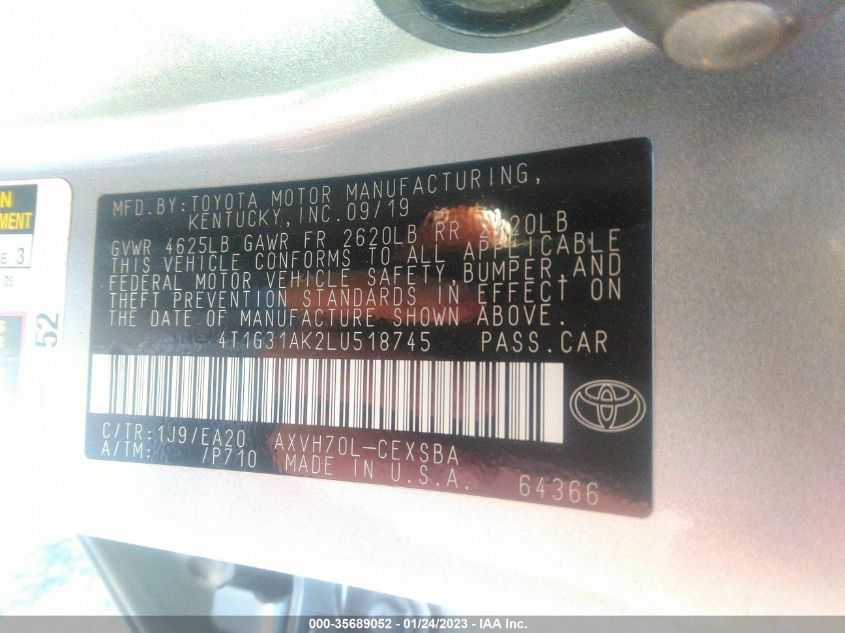 MFD.BY:TOYOTA MOTOR MANUFACTURING,
KENTUCKY,INC.09/19
GVWR 4625LB GAWR FR 2620LB RR LB
THIS VEHICLE CONFORMS TO ALL APPLICABLE
FEDERAL MOTOR VEHICLE SAFETY,BUMPER,AND
THEFT PREVENTION STANDARDS IN EFFECT ON
THE DATE OF MANUFACTURE SHOWN ABOVE.
4T1G31AK2LU518745 PASS.CAR
C/TR:1J9/EA20 AXVH70L-CEXSBA
A/TM: /P710 MADE IN U.S.A.
64366
N
MENT
E 3
52
000-35689052 - 01/24/2023 - IAA Inc.